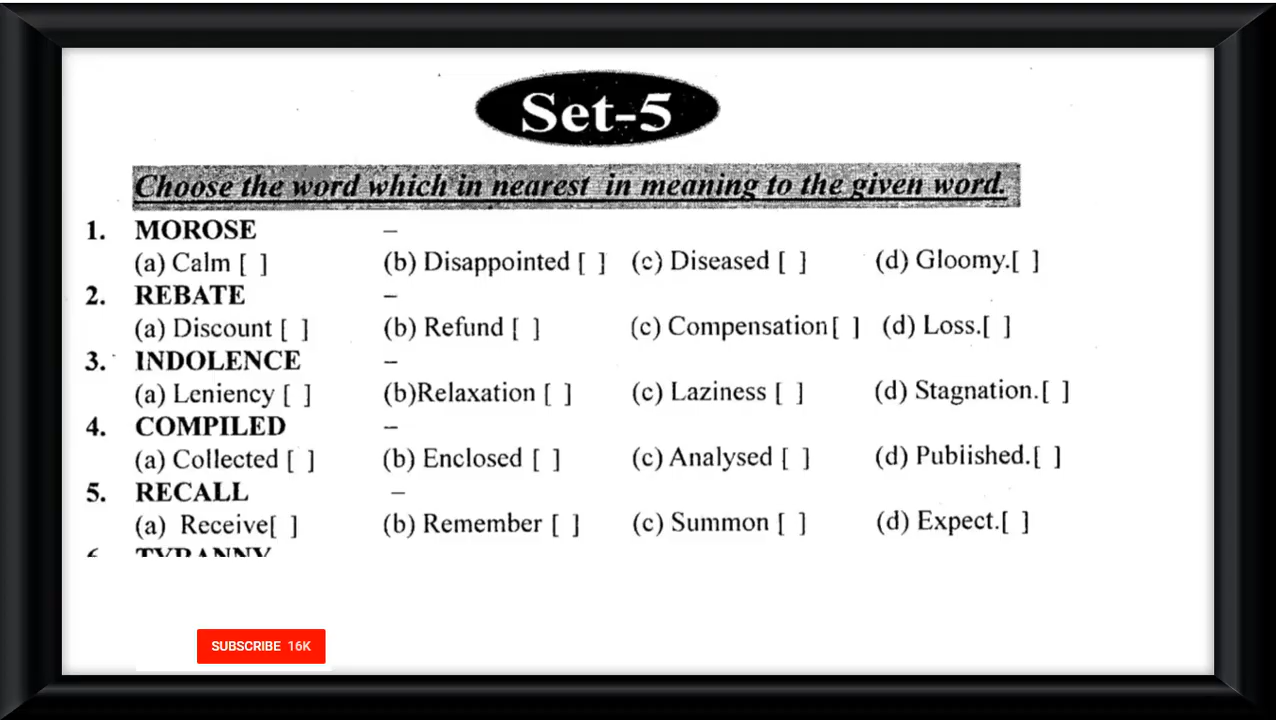 Set-5
Choose the word which in nearest in meaning to the given word.
1. MOROSE –
(a) Calm [ ] (b) Disappointed [ ] (c) Diseased [ ] (d) Gloomy.[ ]
2. REBATE –
(a) Discount [ ] (b) Refund [ ] (c) Compensation [ ] (d) Loss.[ ]
3. INDOLENCE –
(a) Leniency [ ] (b)Relaxation [ ] (c) Laziness [ ] (d) Stagnation.[ ]
4. COMPILED –
(a) Collected [ ] (b) Enclosed [ ] (c) Analysed [ ] (d) Published.[ ]
5. RECALL –
(a) Receive[ ] (b) Remember [ ] (c) Summon [ ] (d) Expect.[ ]
6. TYRANNY
SUBSCRIBE 16K